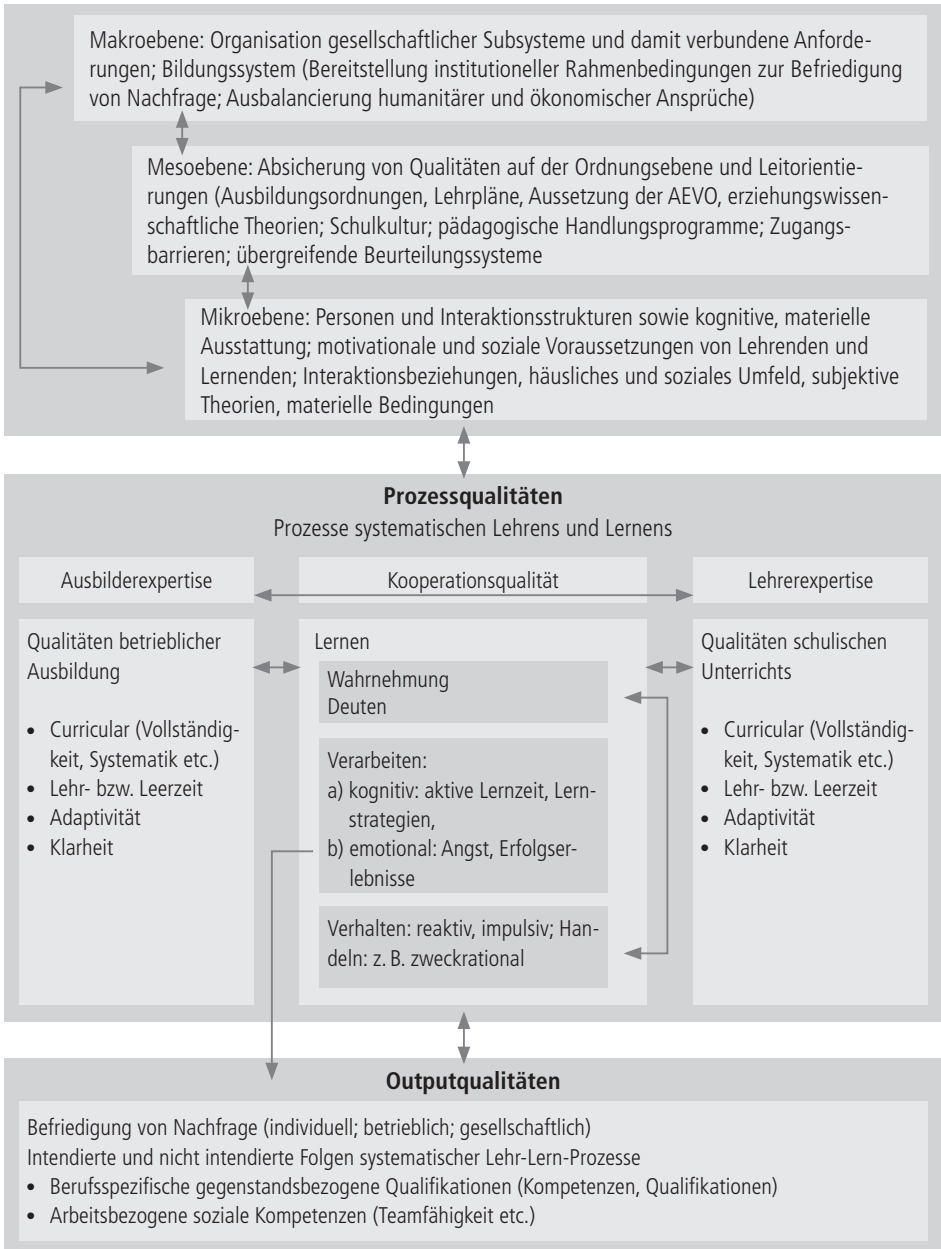 Makroebene: Organisation gesellschaftlicher Subsysteme und damit verbundene Anforde-
rungen; Bildungssystem (Bereitstellung institutioneller Rahmenbedingungen zur Befriedigung
von Nachfrage; Ausbalancierung humanitärer und ökonomischer Ansprüche)
Mesoebene: Absicherung von Qualitäten auf der Ordnungsebene und Leitorientie-
rungen (Ausbildungsordnungen, Lehrpläne, Aussetzung der AEVO, erziehungswissen-
schaftliche Theorien; Schulkultur; pädagogische Handlungsprogramme; Zugangs-
barrieren; übergreifende Beurteilungssysteme
Mikroebene: Personen und Interaktionsstrukturen sowie kognitive, materielle
Ausstattung; motivationale und soziale Voraussetzungen von Lehrenden und
Lernenden; Interaktionsbeziehungen, häusliches und soziales Umfeld, subjektive
Theorien, materielle Bedingungen
Prozessqualitäten
Prozesse systematischen Lehrens und Lernens
Ausbilderexpertise
Kooperationsqualität
Lehrerexpertise
Qualitäten betrieblicher
Ausbildung
• Curricular (Vollständig-
keit, Systematik etc.)
• Lehr- bzw. Leerzeit
• Adaptivität
• Klarheit
Lernen
Wahrnehmung
Deuten
Verarbeiten:
a) kognitiv: aktive Lernzeit, Lern-
strategien,
b) emotional: Angst, Erfolgser-
lebnisse
Verhalten: reaktiv, impulsiv; Han-
deln: z. B. zweckrational
Qualitäten schulischen
Unterrichts
• Curricular (Vollständig-
keit, Systematik etc.)
• Lehr- bzw. Leerzeit
• Adaptivität
• Klarheit
Outputqualitäten
Befriedigung von Nachfrage (individuell; betrieblich; gesellschaftlich)
Intendierte und nicht intendierte Folgen systematischer Lehr-Lern-Prozesse
• Berufsspezifische gegenstandsbezogene Qualifikationen (Kompetenzen, Qualifikationen)
• Arbeitsbezogene soziale Kompetenzen (Teamfähigkeit etc.)